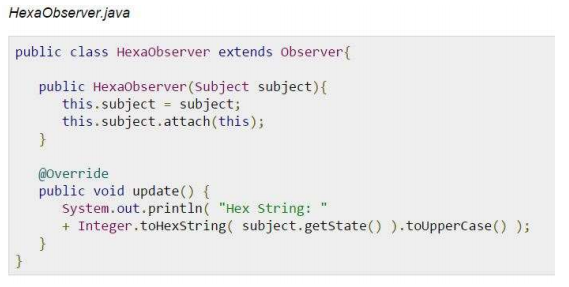 HexaObserver.java
public class HexaObserver extends Observer{
public HexaObserver(Subject subject){
this.subject = subject;
this.subject.attach(this);
}
@Override
public void update() {
System.out.println( "Hex String: "
+ Integer.toHexString( subject.getState() ).toUpperCase() );
}
}